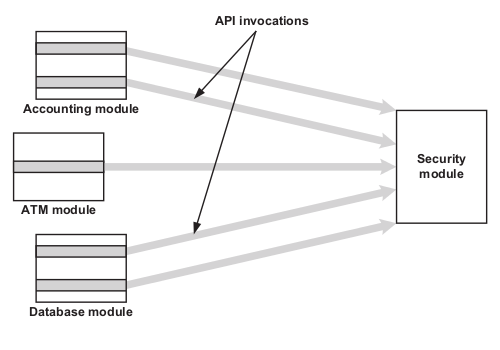 API invocations
Accounting module
Security
module
ATM module
Database module